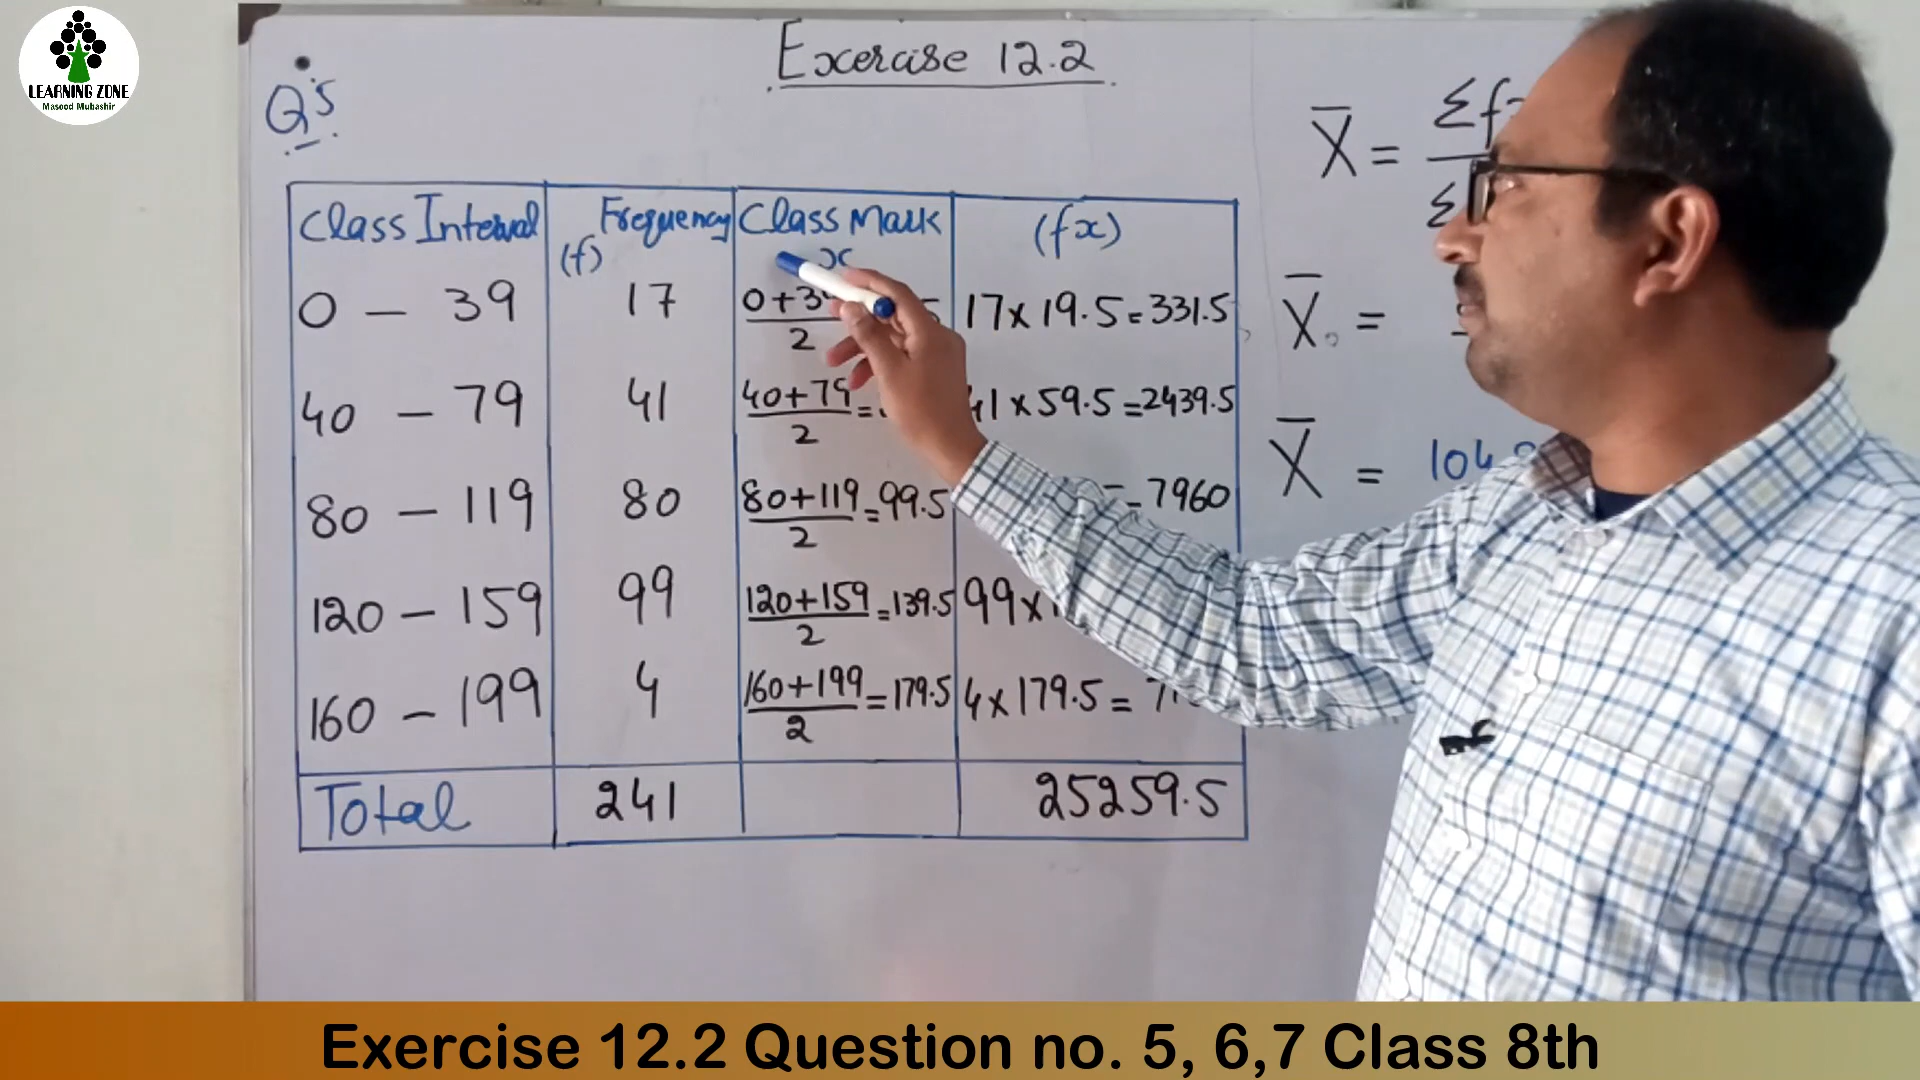 LEARNING ZONE
Masood Mubashir
Exercise 12.2
Q5
Class Interval Frequency (f) Class Mark x (fx)
0 – 39 17 0+3 2 17 x 19.5 = 331.5
40 – 79 41 40+79 2 = 41 x 59.5 = 2439.5
80 – 119 80 80+119 2 = 99.5 = 7960
120 – 159 99 120+159 2 = 139.5 99 x
160 – 199 4 160+199 2 = 179.5 4 x 179.5 =
Total 241 25259.5
X̄ = Σf
Σ
X̄ =
X̄ = 104
Exercise 12.2 Question no. 5, 6,7 Class 8th